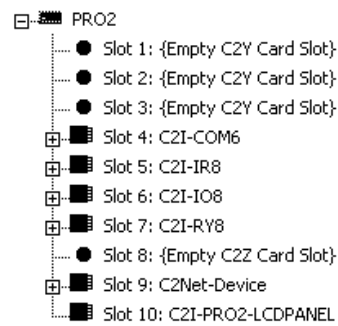 PRO2
Slot 1: {Empty C2Y Card Slot}
Slot 2: {Empty C2Y Card Slot}
Slot 3: {Empty C2Y Card Slot}
Slot 4: C2I-COM6
Slot 5: C2I-IR8
Slot 6: C2I-IO8
Slot 7: C2I-RY8
Slot 8: {Empty C2Z Card Slot}
Slot 9: C2Net-Device
Slot 10: C2I-PRO2-LCDPANEL